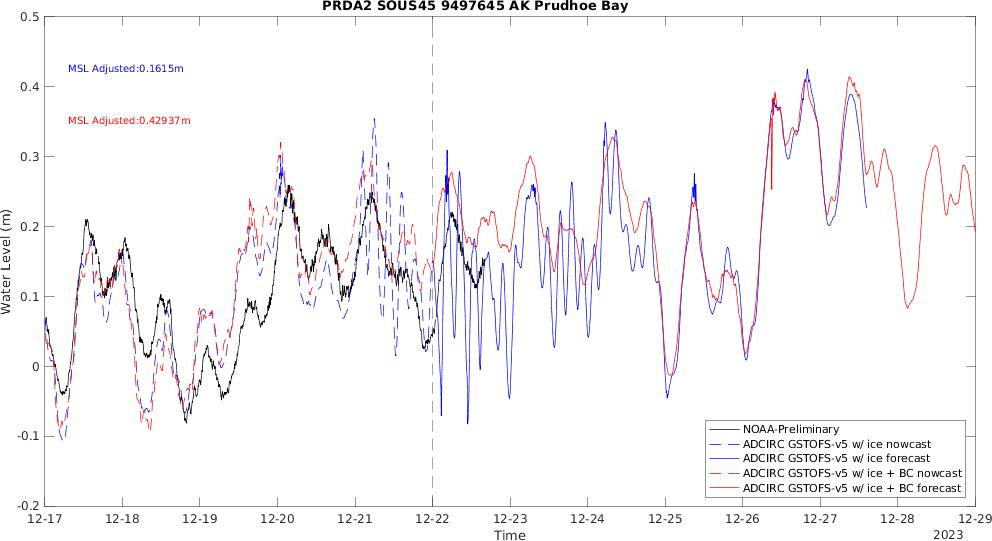 PRDA2 SOUS45 9497645 AK Prudhoe Bay
0.5
0.4
0.3
0.2
0.1
0
-0.1
-0.2
Water Level (m)
MSL Adjusted:0.1615m
MSL Adjusted:0.42937m
NOAA-Preliminary
ADCIRC GSTOFS-v5 w/ ice nowcast
ADCIRC GSTOFS-v5 w/ ice forecast
ADCIRC GSTOFS-v5 w/ ice + BC nowcast
ADCIRC GSTOFS-v5 w/ ice + BC forecast
12-17 12-18 12-19 12-20 12-21 12-22 12-23 12-24 12-25 12-26 12-27 12-28 12-29
Time
2023